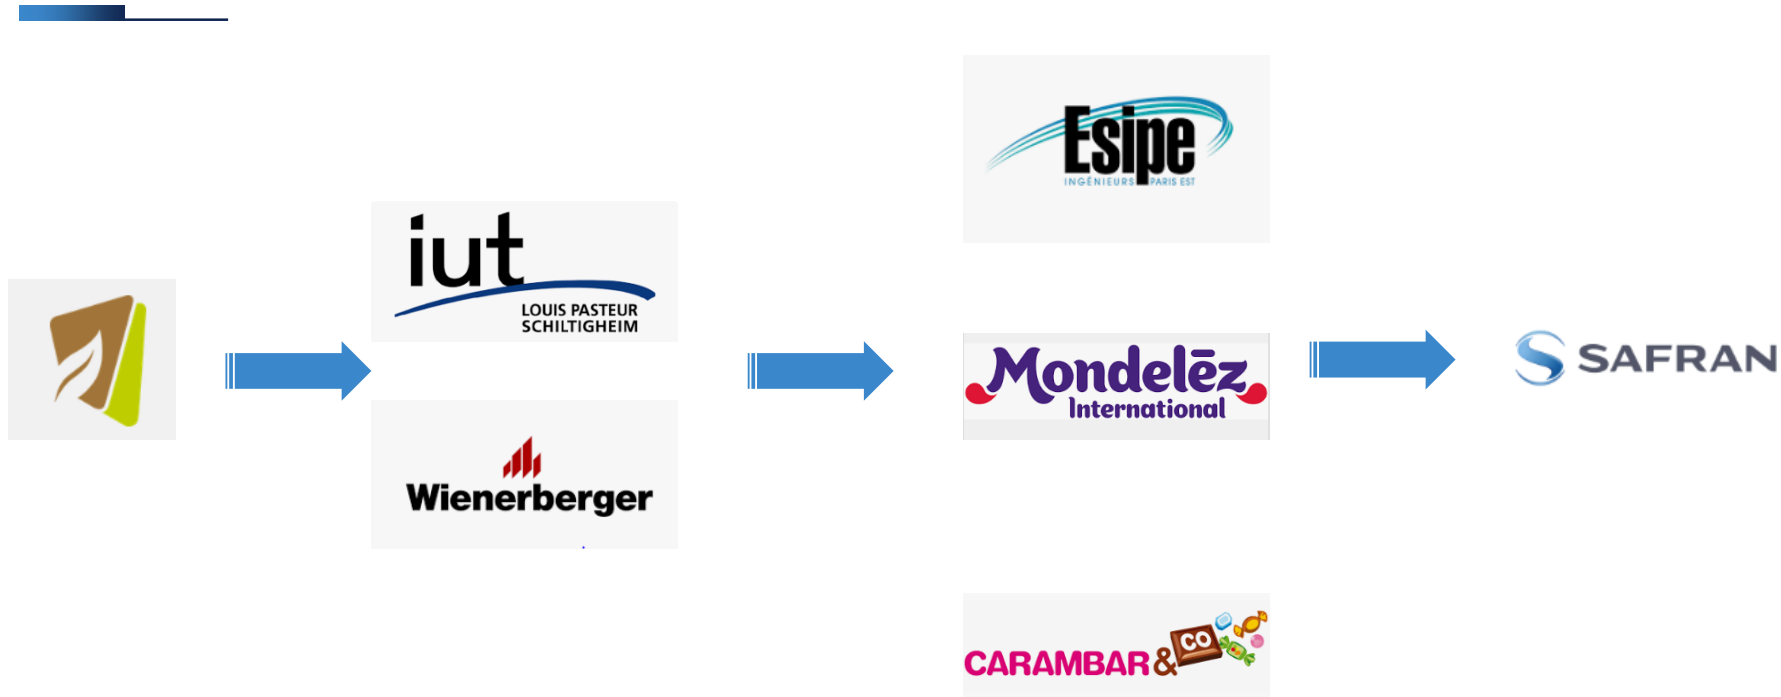 iut
LOUIS PASTEUR
SCHILTIGHEIM
Wienerberger
Esipe
INGÉNIEURS PARIS EST
Mondelēz
International
CARAMBAR & CO
SAFRAN